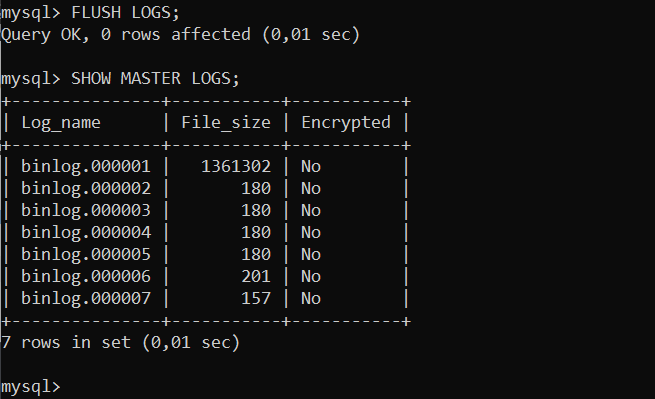 mysql> FLUSH LOGS;
Query OK, 0 rows affected (0,01 sec)
mysql> SHOW MASTER LOGS;
+---------------+-----------+-----------+
| Log_name      | File_size | Encrypted |
+---------------+-----------+-----------+
| binlog.000001 |   1361302 | No        |
| binlog.000002 |       180 | No        |
| binlog.000003 |       180 | No        |
| binlog.000004 |       180 | No        |
| binlog.000005 |       180 | No        |
| binlog.000006 |       201 | No        |
| binlog.000007 |       157 | No        |
+---------------+-----------+-----------+
7 rows in set (0,01 sec)
mysql>